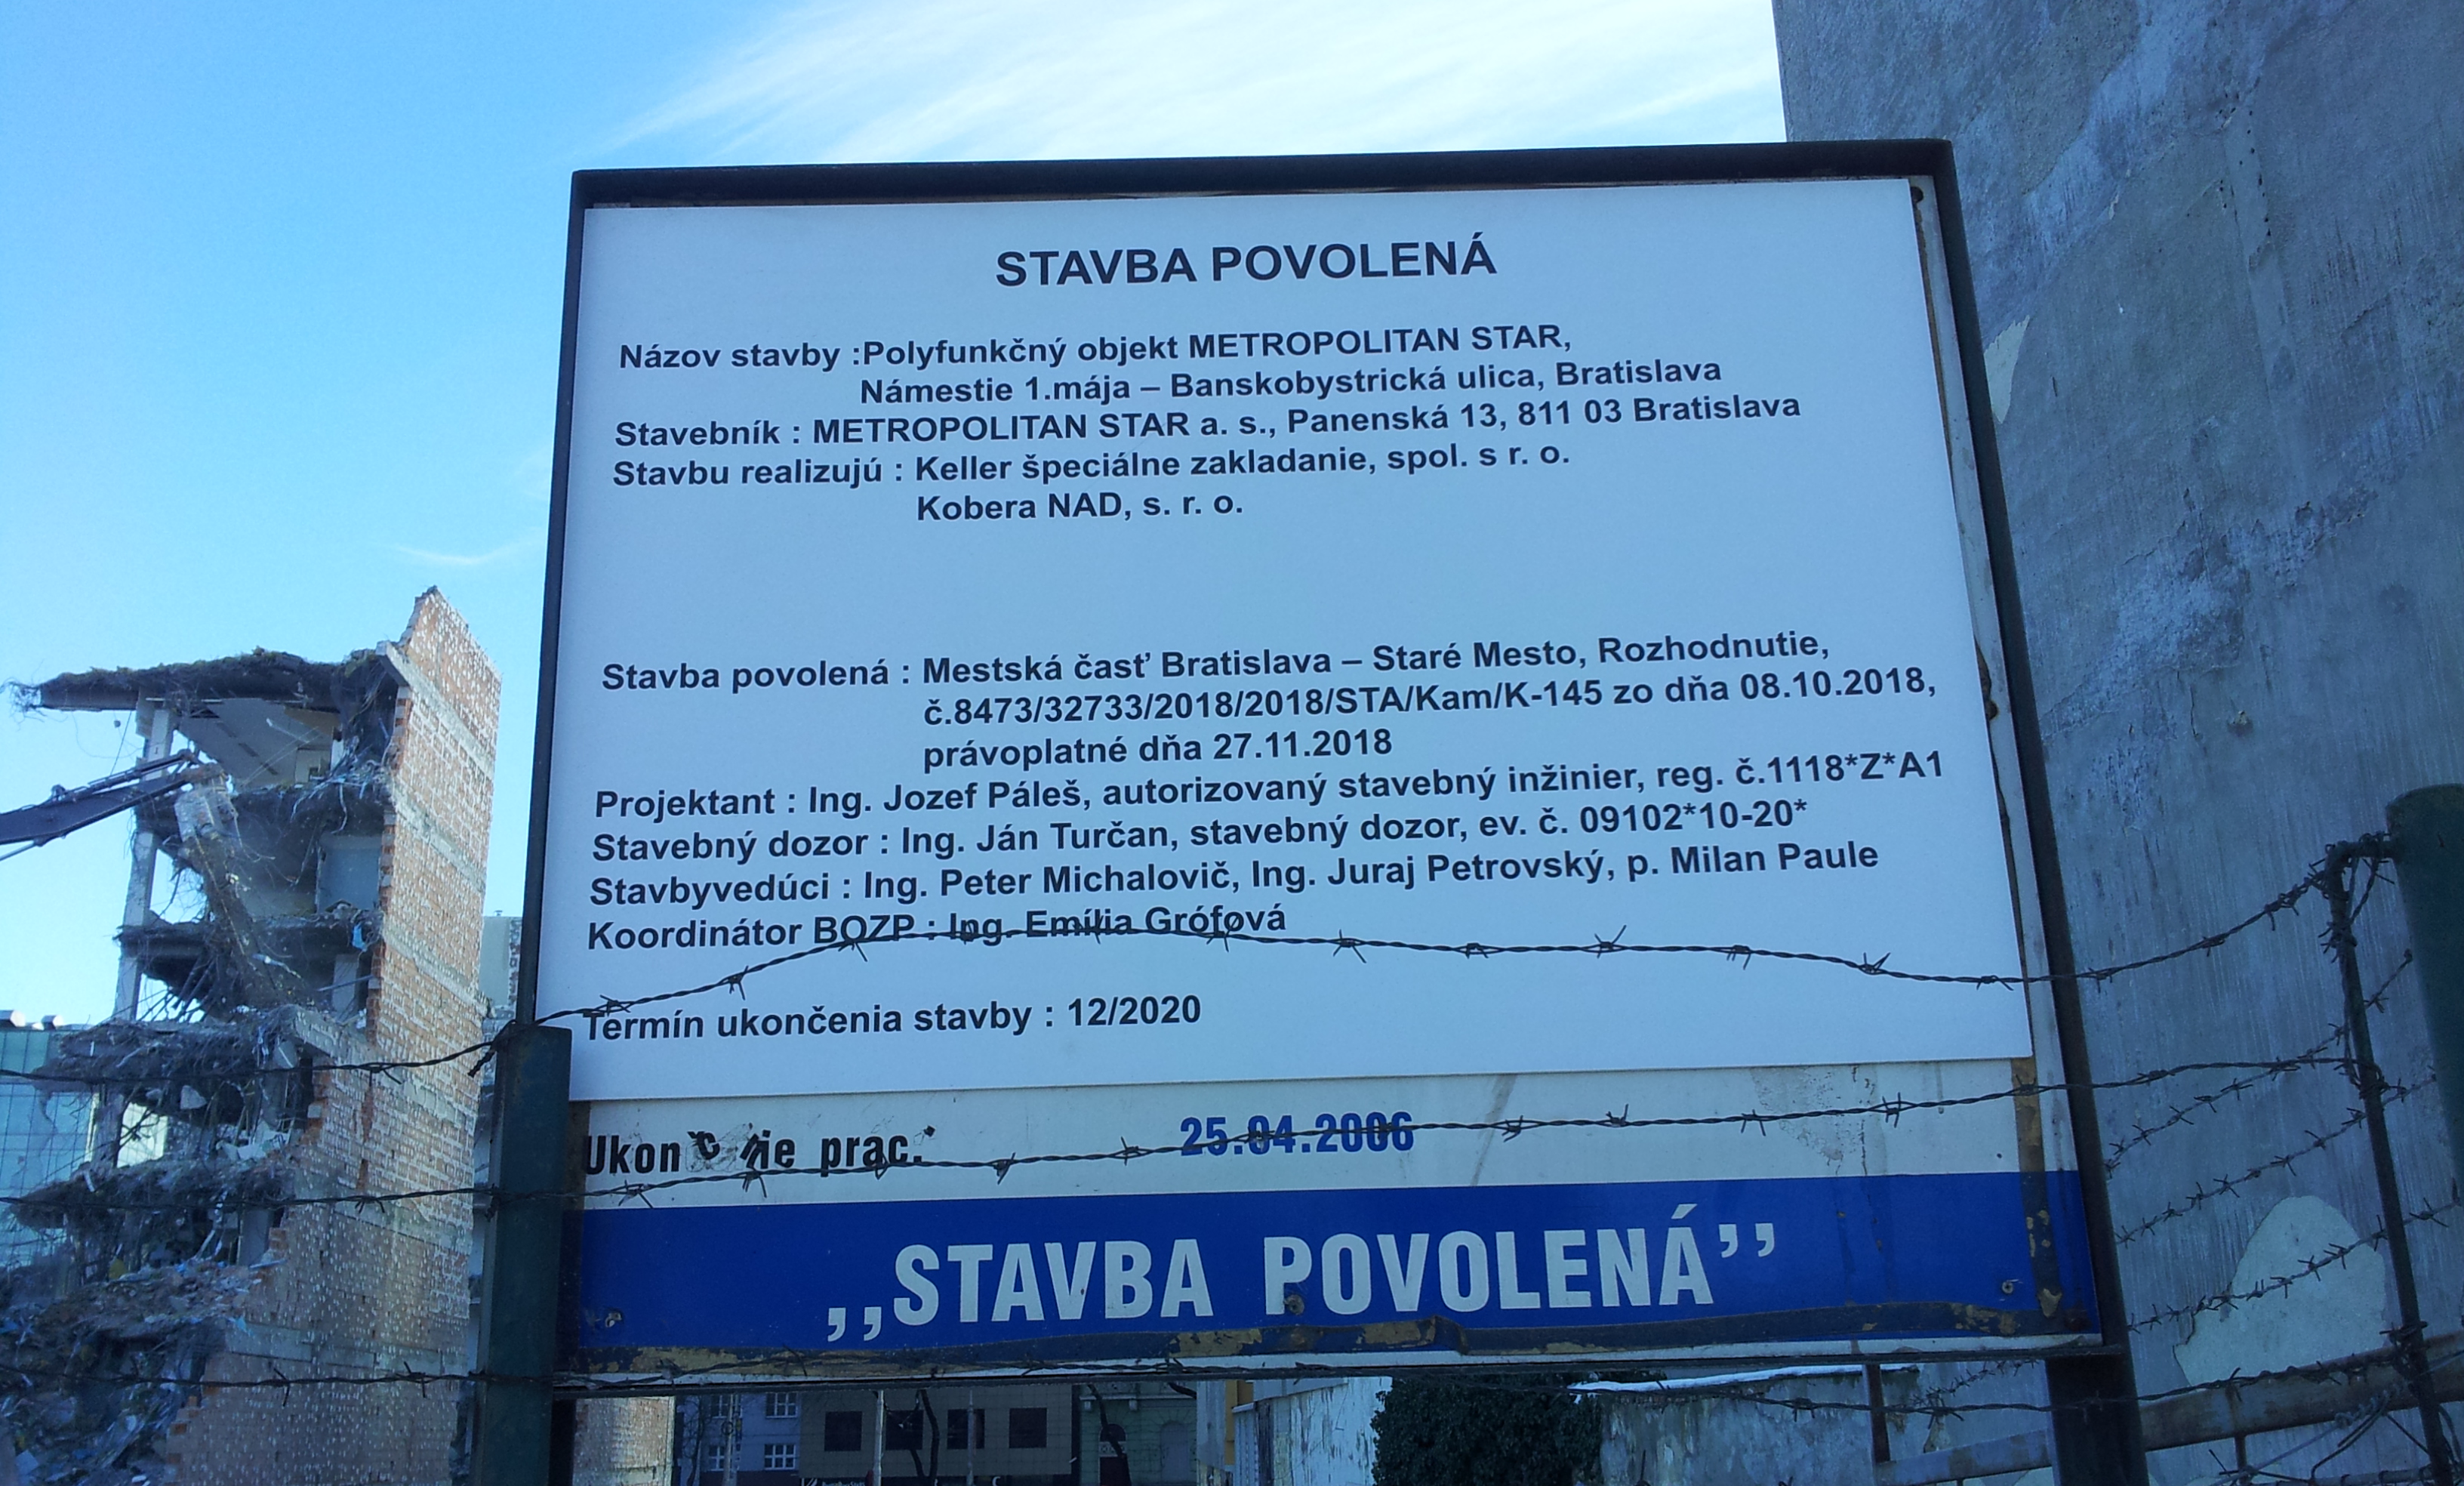 STAVBA POVOLENÁ
Názov stavby :Polyfunkčný objekt METROPOLITAN STAR,
Námestie 1.mája – Banskobystrická ulica, Bratislava
Stavebník : METROPOLITAN STAR a. s., Panenská 13, 811 03 Bratislava
Stavbu realizujú : Keller špeciálne zakladanie, spol. s r. o.
Kobera NAD, s. r. o.
Stavba povolená : Mestská časť Bratislava – Staré Mesto, Rozhodnutie,
č.8473/32733/2018/2018/STA/Kam/K-145 zo dňa 08.10.2018,
právoplatné dňa 27.11.2018
Projektant : Ing. Jozef Páleš, autorizovaný stavebný inžinier, reg. č.1118*Z*A1
Stavebný dozor : Ing. Ján Turčan, stavebný dozor, ev. č. 09102*10-20*
Stavbyvedúci : Ing. Peter Michalovič, Ing. Juraj Petrovský, p. Milan Paule
Koordinátor BOZP : Ing. Emília Grófová
Termín ukončenia stavby : 12/2020
prac. 25.04.2006
,,STAVBA POVOLENÁ’’